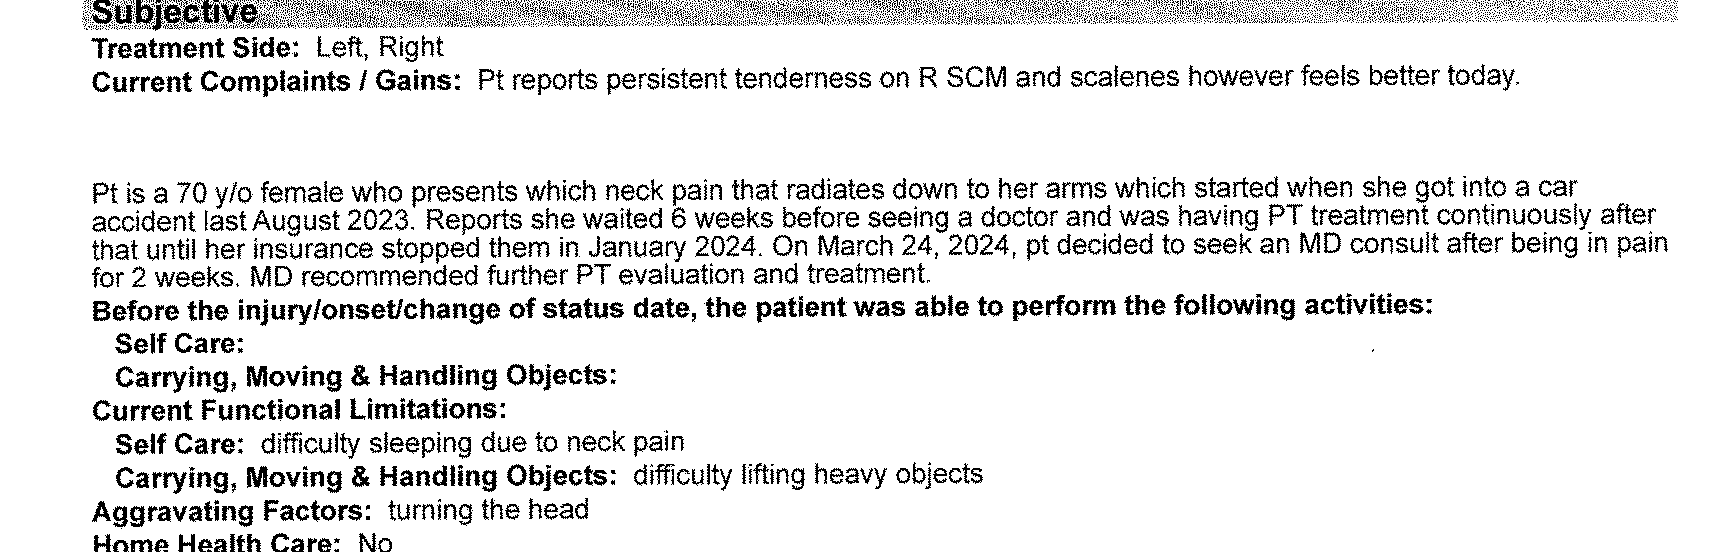 Subjective
Treatment Side: Left, Right
Current Complaints / Gains: Pt reports persistent tenderness on R SCM and scalenes however feels better today.
Pt is a 70 y/o female who presents which neck pain that radiates down to her arms which started when she got into a car
accident last August 2023. Reports she waited 6 weeks before seeing a doctor and was having PT treatment continuously after
that until her insurance stopped them in January 2024. On March 24, 2024, pt decided to seek an MD consult after being in pain
for 2 weeks. MD recommended further PT evaluation and treatment.
Before the injury/onset/change of status date, the patient was able to perform the following activities:
Self Care:
Carrying, Moving & Handling Objects:
Current Functional Limitations:
Self Care: difficulty sleeping due to neck pain
Carrying, Moving & Handling Objects: difficulty lifting heavy objects
Aggravating Factors: turning the head
Home Health Care: No